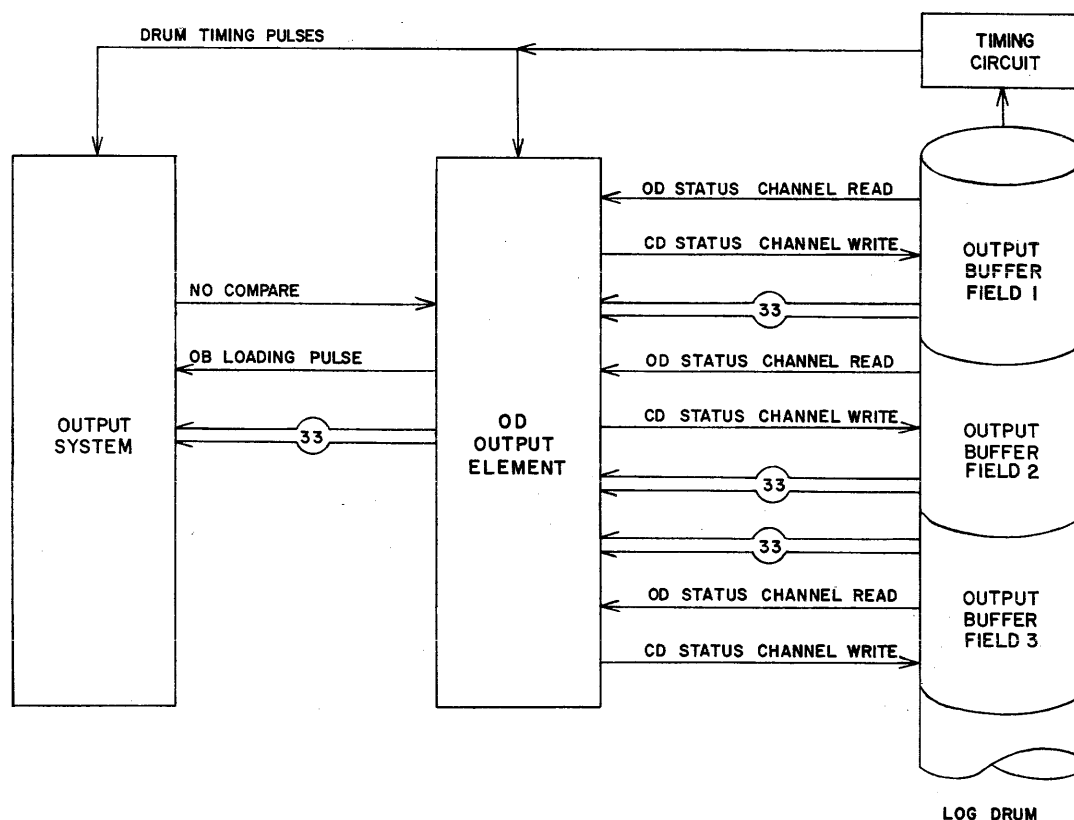 DRUM TIMING PULSES
TIMING
CIRCUIT
OD STATUS CHANNEL READ
CD STATUS CHANNEL WRITE
OUTPUT
BUFFER
FIELD 1
NO COMPARE
33
OB LOADING PULSE
OD STATUS CHANNEL READ
OUTPUT
SYSTEM
33
OD
OUTPUT
ELEMENT
CD STATUS CHANNEL WRITE
OUTPUT
BUFFER
FIELD 2
33
33
OD STATUS CHANNEL READ
CD STATUS CHANNEL WRITE
OUTPUT
BUFFER
FIELD 3
LOG DRUM